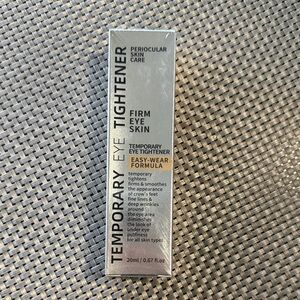 TEMPORARY EYE TIGHTENER
PERIOCULAR
SKIN
CARE
FIRM
EYE
SKIN
TEMPORARY
EYE TIGHTENER
EASY-WEAR
FORMULA
temporary
tightens
firms & smoothes
the appearance
of crow's feet
fine lines &
deep wrinkles
around
the eye area
diminishes
the look of
under eye
puffiness
for all skin types
20ml / 0.67 fl.oz